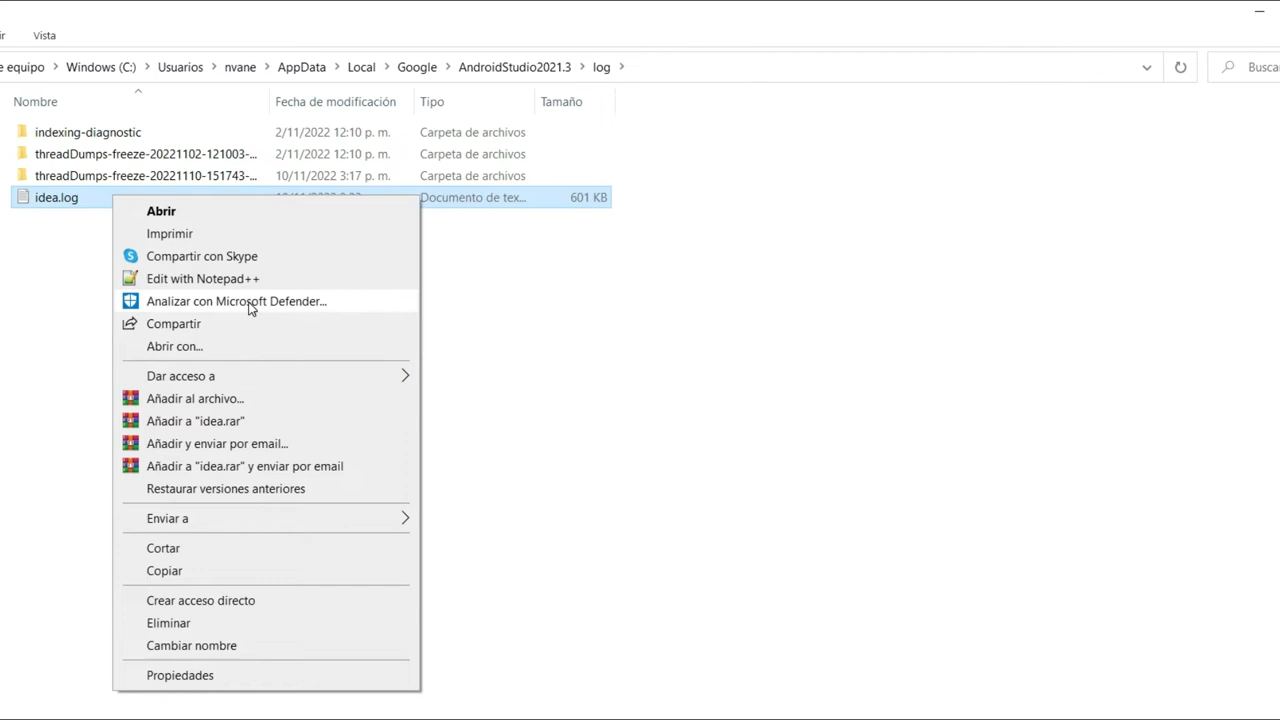 ir Vista
e equipo Windows (C:) Usuarios nvane AppData Local Google AndroidStudio2021.3 log Busca
Nombre Fecha de modificación Tipo Tamaño
indexing-diagnostic 2/11/2022 12:10 p. m. Carpeta de archivos
threadDumps-freeze-20221102-121003-... 2/11/2022 12:10 p. m. Carpeta de archivos
threadDumps-freeze-20221110-151743-... 10/11/2022 3:17 p. m. Carpeta de archivos
idea.log Documento de tex... 601 KB
Abrir
Imprimir
Compartir con Skype
Edit with Notepad++
Analizar con Microsoft Defender...
Compartir
Abrir con...
Dar acceso a
Añadir al archivo...
Añadir a "idea.rar"
Añadir y enviar por email...
Añadir a "idea.rar" y enviar por email
Restaurar versiones anteriores
Enviar a
Cortar
Copiar
Crear acceso directo
Eliminar
Cambiar nombre
Propiedades